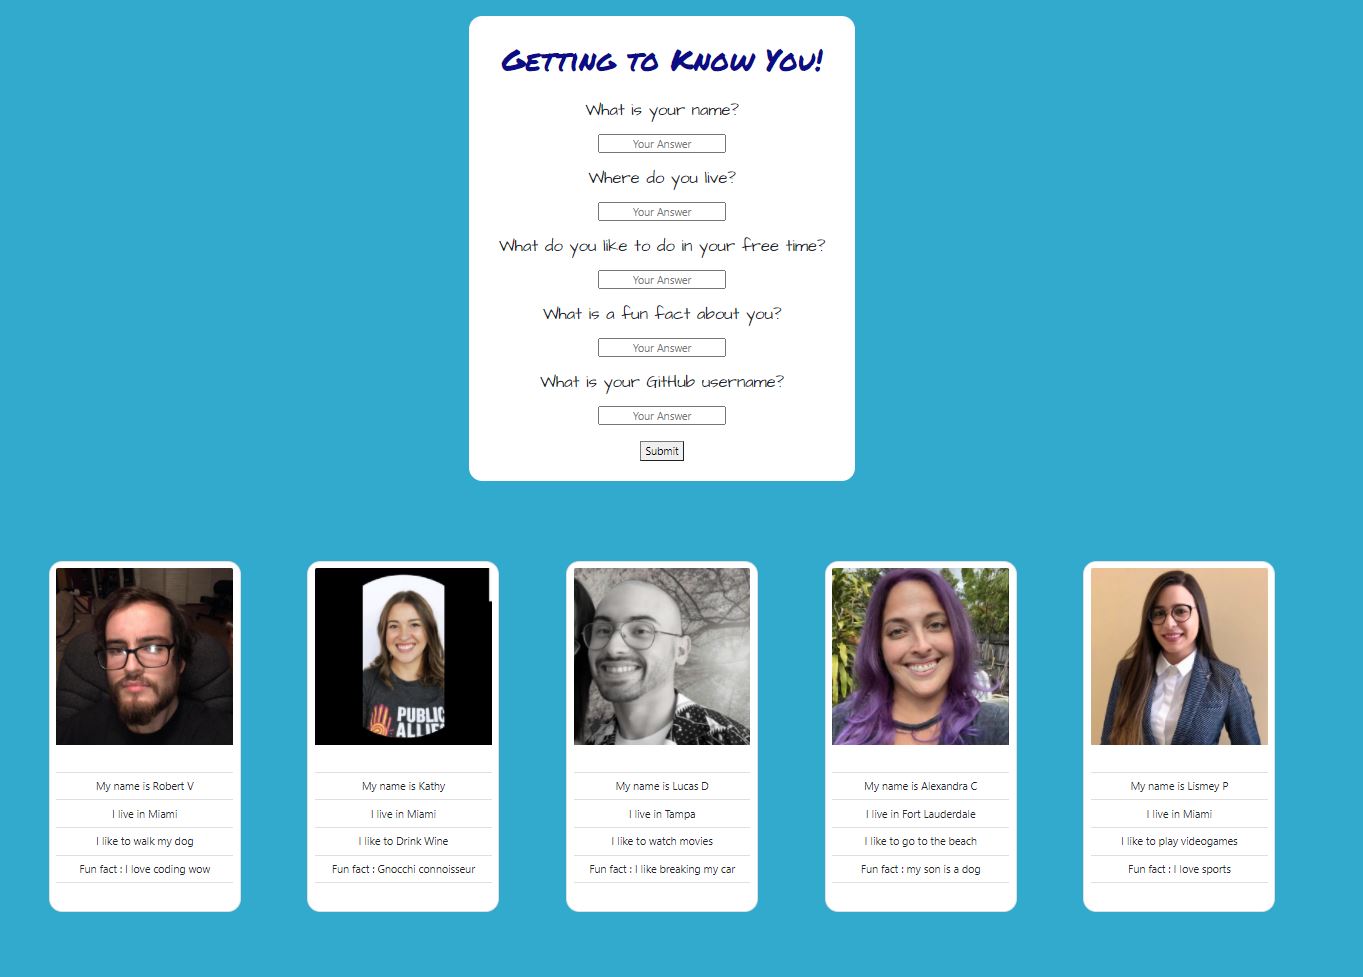 Getting to Know You!
What is your name?
Your Answer
Where do you live?
Your Answer
What do you like to do in your free time?
Your Answer
What is a fun fact about you?
Your Answer
What is your GitHub username?
Your Answer
Submit
PUBLIC
ALLIE
My name is Robert V
I live in Miami
I like to walk my dog
Fun fact : I love coding wow
My name is Kathy
I live in Miami
I like to Drink Wine
Fun fact : Gnocchi connoisseur
My name is Lucas D
I live in Tampa
I like to watch movies
Fun fact : I like breaking my car
My name is Alexandra C
I live in Fort Lauderdale
I like to go to the beach
Fun fact : my son is a dog
My name is Lismey P
I live in Miami
I like to play videogames
Fun fact : I love sports